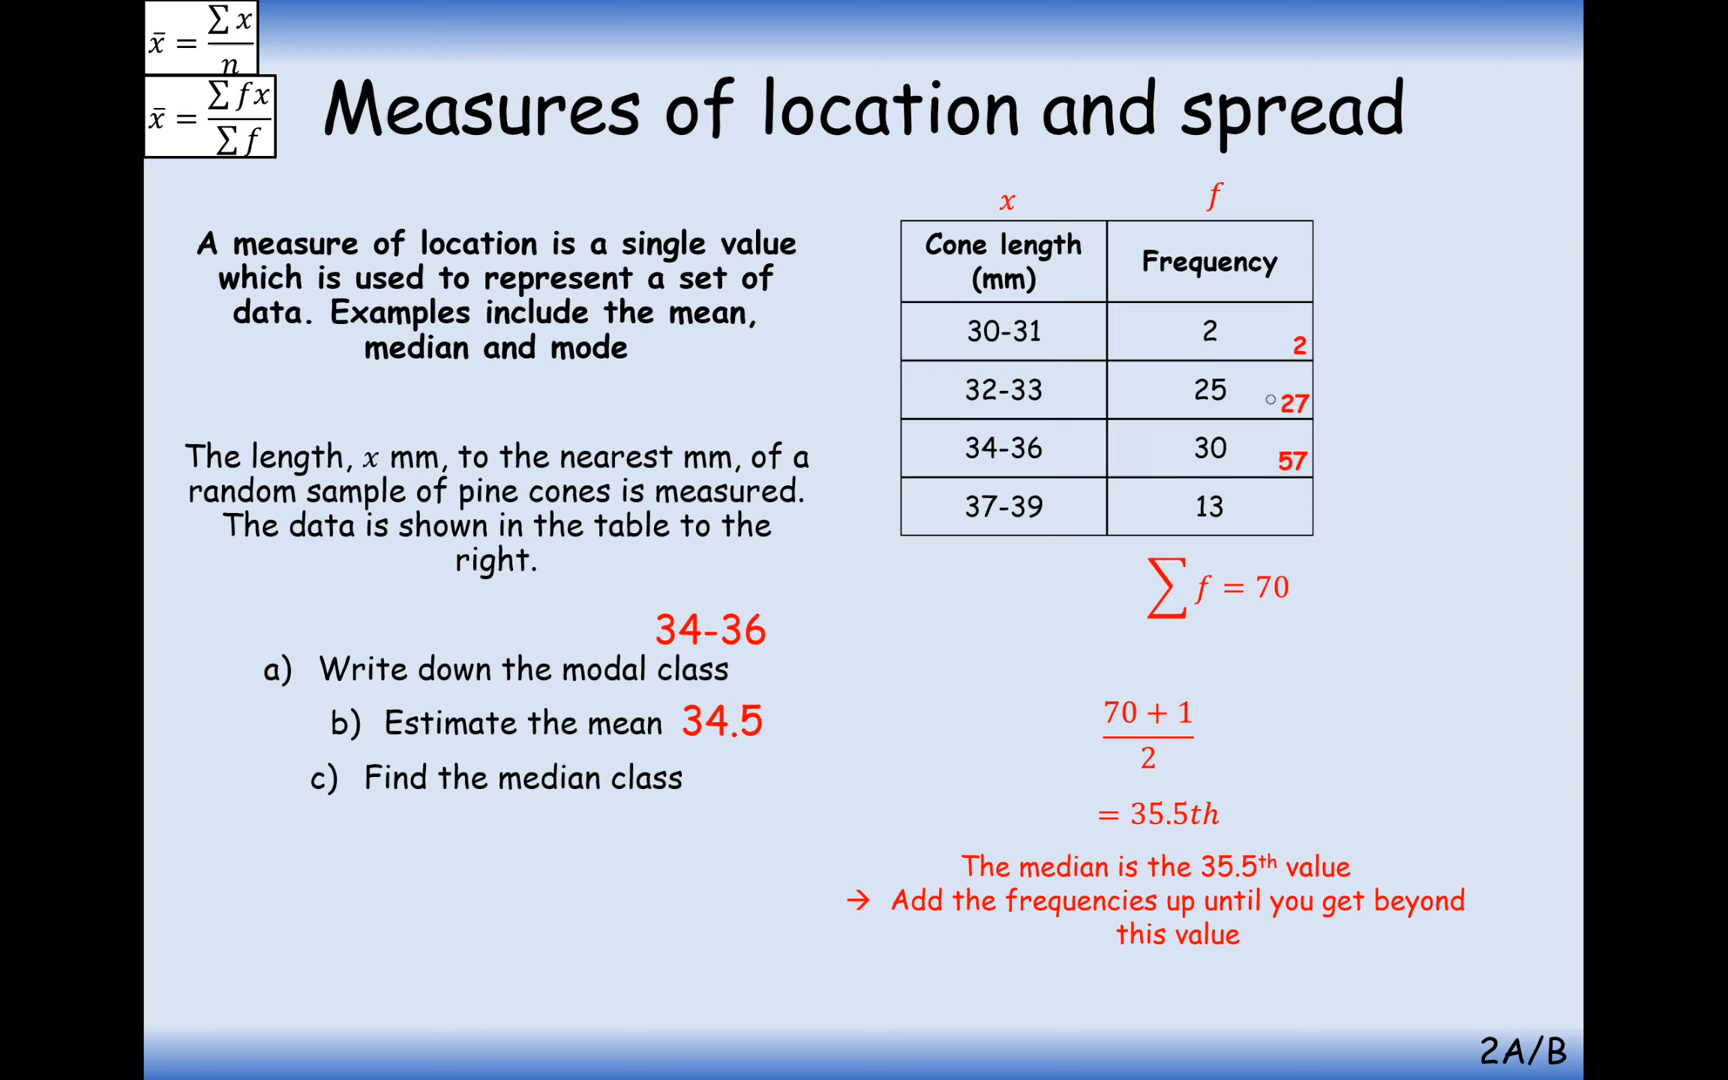 x̄ = ∑ x / n
x̄ = ∑ fx / ∑ f
Measures of location and spread
A measure of location is a single value
which is used to represent a set of
data. Examples include the mean,
median and mode
The length, x mm, to the nearest mm, of a
random sample of pine cones is measured.
The data is shown in the table to the
right.
34-36
a) Write down the modal class
b) Estimate the mean 34.5
c) Find the median class
x f
Cone length
(mm) Frequency
30-31 2 2
32-33 25 27
34-36 30 57
37-39 13
∑ f = 70
70 + 1 / 2
= 35.5th
The median is the 35.5th value
→ Add the frequencies up until you get beyond
this value
2A/B